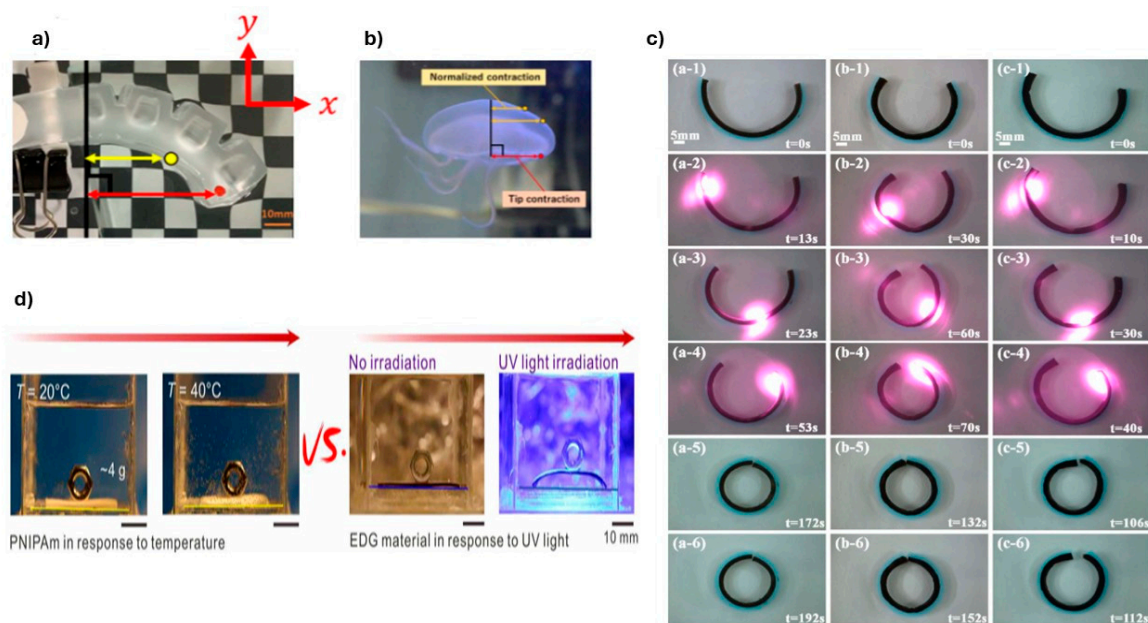 a)
y
x
10mm
b)
Normalized contraction
Tip contraction
c)
(a-1)
5mm
t=0s
(b-1)
5mm
t=0s
(c-1)
5mm
t=0s
(a-2)
t=13s
(b-2)
t=30s
(c-2)
t=10s
(a-3)
t=23s
(b-3)
t=60s
(c-3)
t=30s
(a-4)
t=53s
(b-4)
t=70s
(c-4)
t=40s
(a-5)
t=172s
(b-5)
t=132s
(c-5)
t=106s
(a-6)
t=192s
(b-6)
t=152s
(c-6)
t=112s
d)
T = 20°C
~4 g
T = 40°C
PNIPAm in response to temperature
VS.
No irradiation
UV light irradiation
10 mm
EDG material in response to UV light